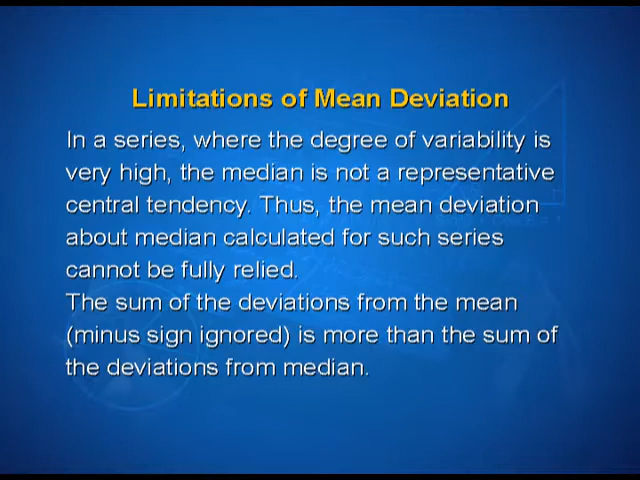 Limitations of Mean Deviation
In a series, where the degree of variability is
very high, the median is not a representative
central tendency. Thus, the mean deviation
about median calculated for such series
cannot be fully relied.
The sum of the deviations from the mean
(minus sign ignored) is more than the sum of
the deviations from median.